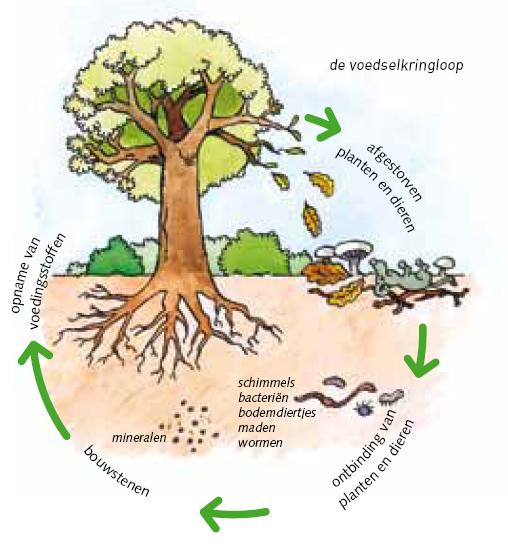 de voedselkringloop
afgestorven
planten en dieren
opname van
voedingsstoffen
schimmels
bacteriën
bodemdiertjes
maden
wormen
mineralen
ontbinding van
planten en dieren
bouwstenen